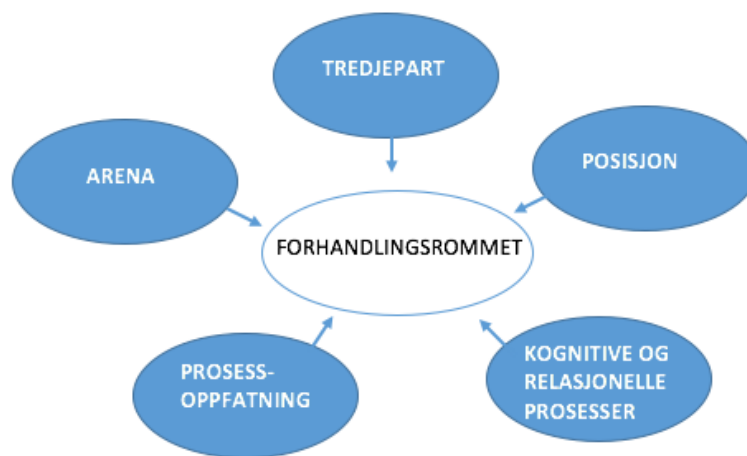 TREDJEPART
ARENA
POSISJON
FORHANDLINGSROMMET
PROSESS-
OPPFATNING
KOGNITIVE OG
RELASJONELLE
PROSESSER